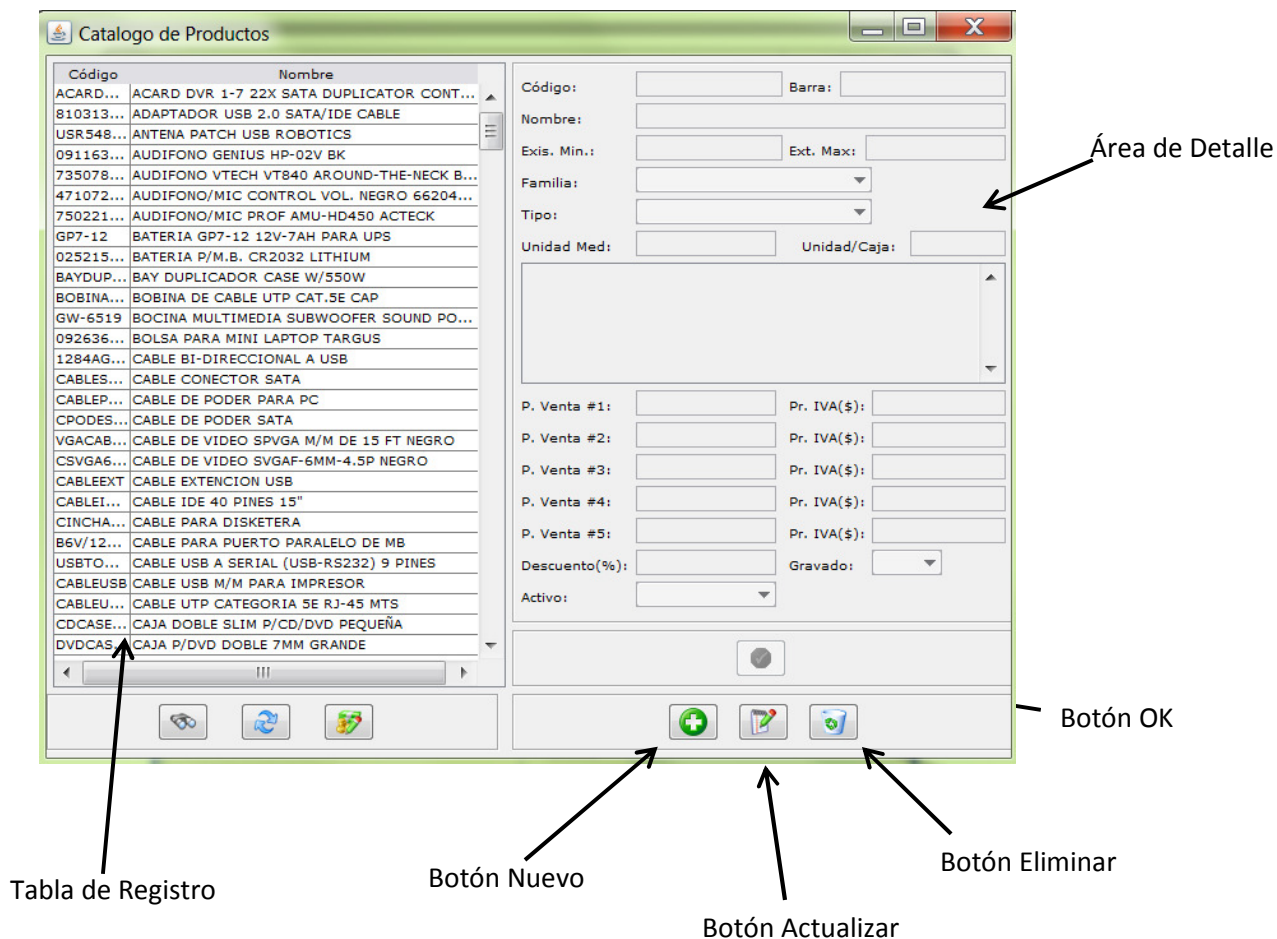 Catalogo de Productos
Código Nombre
ACARD... ACARD DVR 1-7 22X SATA DUPLICATOR CONT...
810313... ADAPTADOR USB 2.0 SATA/IDE CABLE
USR548... ANTENA PATCH USB ROBOTICS
091163... AUDIFONO GENIUS HP-02V BK
735078... AUDIFONO VTECH VT840 AROUND-THE-NECK B...
471072... AUDIFONO/MIC CONTROL VOL. NEGRO 66204...
750221... AUDIFONO/MIC PROF AMU-HD450 ACTECK
GP7-12 BATERIA GP7-12 12V-7AH PARA UPS
025215... BATERIA P/M.B. CR2032 LITHIUM
BAYDUP... BAY DUPLICADOR CASE W/550W
BOBINA... BOBINA DE CABLE UTP CAT.5E CAP
GW-6519 BOCINA MULTIMEDIA SUBWOOFER SOUND PO...
092636... BOLSA PARA MINI LAPTOP TARGUS
1284AG... CABLE BI-DIRECCIONAL A USB
CABLES... CABLE CONECTOR SATA
CABLEP... CABLE DE PODER PARA PC
CPODES... CABLE DE PODER SATA
VGACAB... CABLE DE VIDEO SPVGA M/M DE 15 FT NEGRO
CSVGA6... CABLE DE VIDEO SVGAF-6MM-4.5P NEGRO
CABLEEXT CABLE EXTENCION USB
CABLEI... CABLE IDE 40 PINES 15"
CINCHA... CABLE PARA DISKETERA
B6V/12... CABLE PARA PUERTO PARALELO DE MB
USBTO... CABLE USB A SERIAL (USB-RS232) 9 PINES
CABLEUSB CABLE USB M/M PARA IMPRESOR
CABLEU... CABLE UTP CATEGORIA 5E RJ-45 MTS
CDCASE... CAJA DOBLE SLIM P/CD/DVD PEQUEÑA
DVDCAS... CAJA P/DVD DOBLE 7MM GRANDE
Código: Barra:
Nombre:
Exis. Min.: Ext. Max:
Familia:
Tipo:
Unidad Med: Unidad/Caja:
P. Venta #1: Pr. IVA($):
P. Venta #2: Pr. IVA($):
P. Venta #3: Pr. IVA($):
P. Venta #4: Pr. IVA($):
P. Venta #5: Pr. IVA($):
Descuento(%): Gravado:
Activo:
Área de Detalle
Botón OK
Botón Eliminar
Botón Nuevo
Tabla de Registro
Botón Actualizar